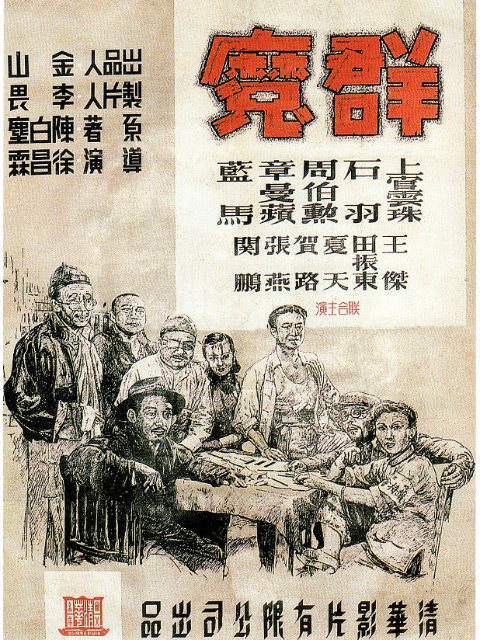 群魔
出品人 金山
製片人 李畏
原著 陳白塵
導演 徐昌霖
上官雲珠
石羽
周伯勲
章曼蘋
藍馬
王傑
田振東
夏天
賀路
張燕
関鵬
联合主演
清華影片有限公司出品